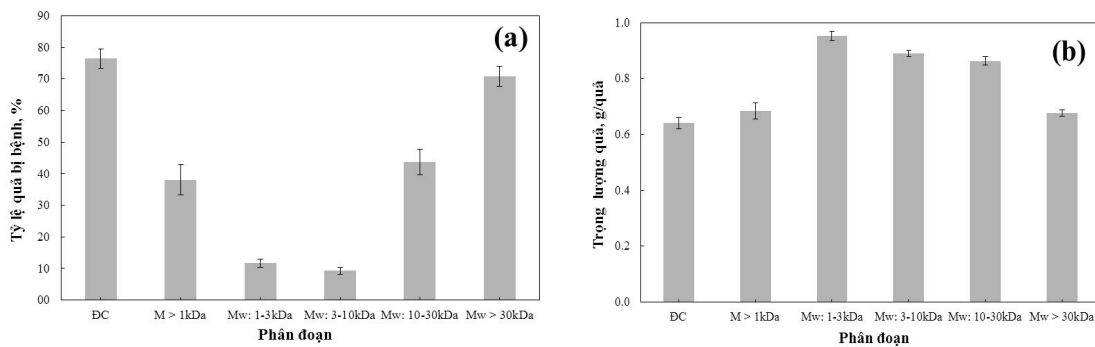 (a)
Tỷ lệ quả bị bệnh, %
90
80
70
60
50
40
30
20
10
00
ĐC M > 1kDa Mw: 1-3kDa Mw: 3-10kDa Mw: 10-30kDa Mw > 30kDa
Phân đoạn
(b)
Trọng lượng quả, g/quả
1.0
0.8
0.6
0.4
0.2
0.0
ĐC M > 1kDa Mw: 1-3kDa Mw: 3-10kDa Mw: 10-30kDa Mw > 30kDa
Phân đoạn